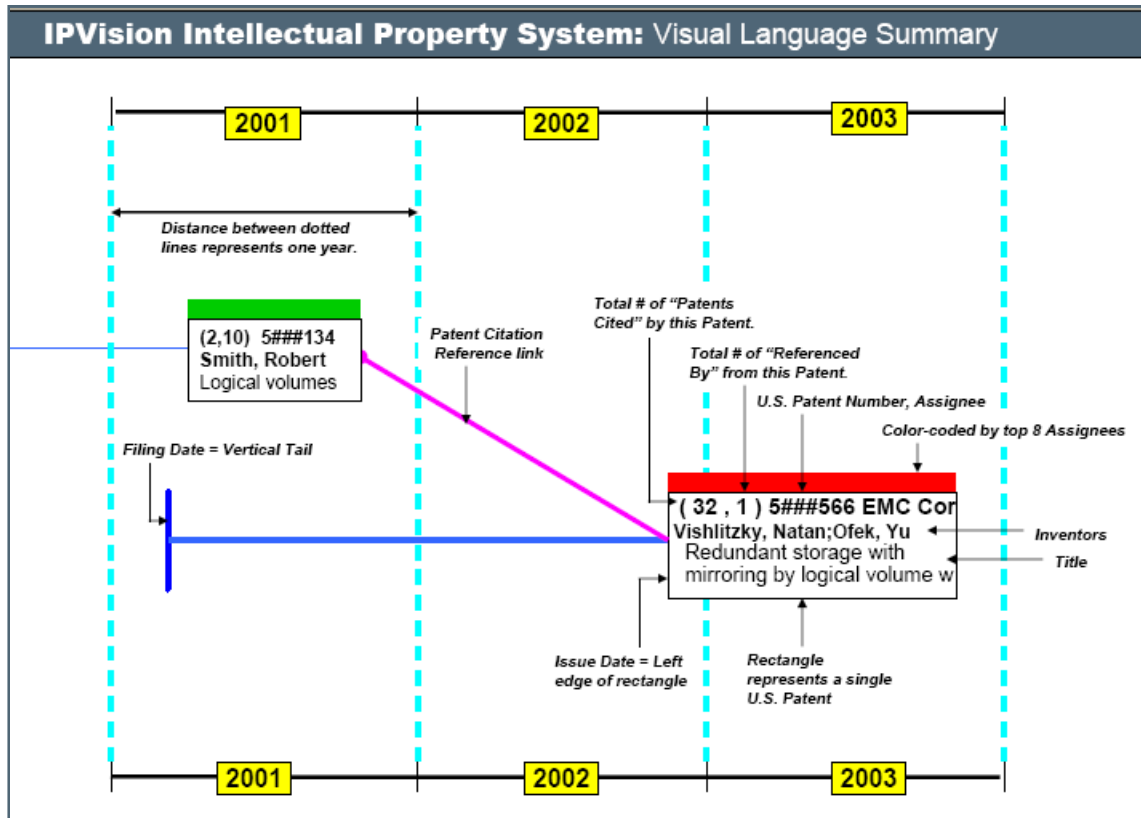 IPVision Intellectual Property System: Visual Language Summary
2001
2002
2003
Distance between dotted
lines represents one year.
(2,10) 5###134
Smith, Robert
Logical volumes
Patent Citation
Reference link
Total # of “Patents
Cited” by this Patent.
Total # of “Referenced
By” from this Patent.
U.S. Patent Number, Assignee
Color-coded by top 8 Assignees
Filing Date = Vertical Tail
( 32 , 1 ) 5###566 EMC Cor
Vishlitzky, Natan;Ofek, Yu
Redundant storage with
mirroring by logical volume w
Inventors
Title
Issue Date = Left
edge of rectangle
Rectangle
represents a single
U.S. Patent
2001
2002
2003